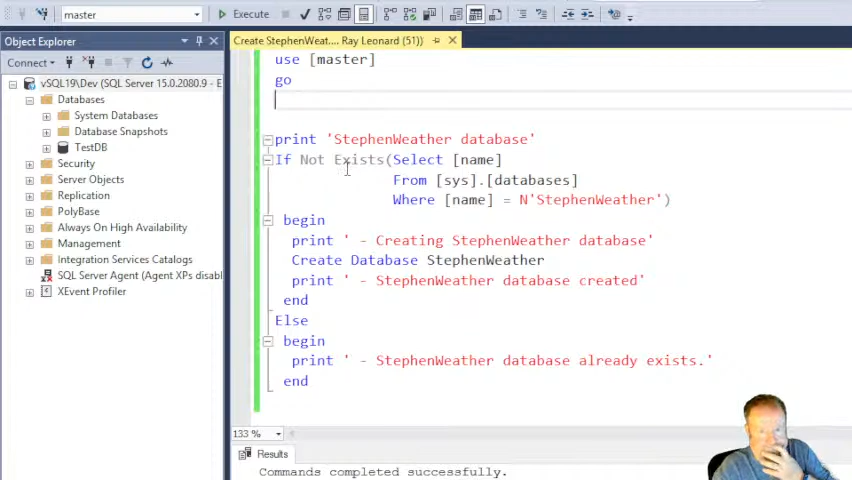 master
Execute
Object Explorer
Create StephenWeat.... Ray Leonard (51))
Connect
vSQL19\Dev (SQL Server 15.0.2080.9 - E
Databases
System Databases
Database Snapshots
TestDB
Security
Server Objects
Replication
PolyBase
Always On High Availability
Management
Integration Services Catalogs
SQL Server Agent (Agent XPs disabl
XEvent Profiler
use [master]
go
print 'StephenWeather database'
If Not Exists(Select [name]
From [sys].[databases]
Where [name] = N'StephenWeather')
begin
print ' - Creating StephenWeather database'
Create Database StephenWeather
print ' - StephenWeather database created'
end
Else
begin
print ' - StephenWeather database already exists.'
end
133 %
Results
Commands completed successfully.